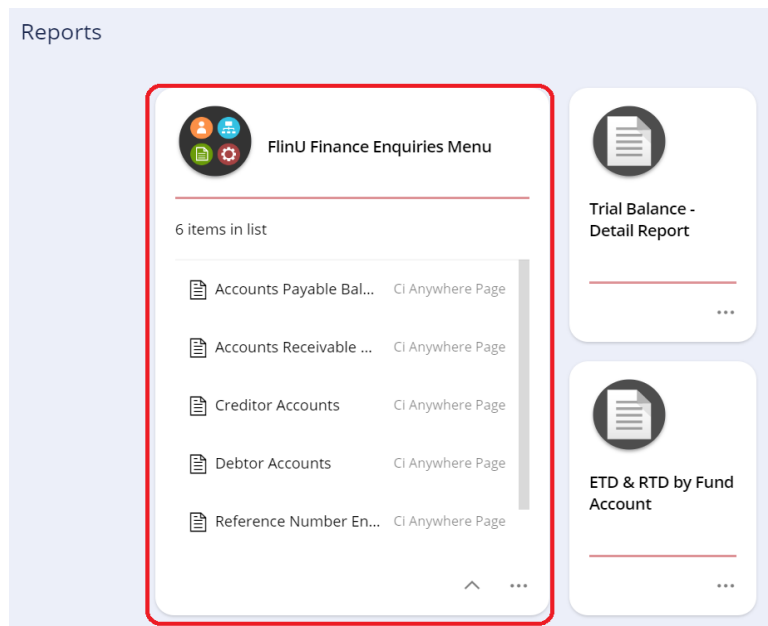 Reports
FlinU Finance Enquiries Menu
6 items in list
Accounts Payable Bal... Ci Anywhere Page
Accounts Receivable ... Ci Anywhere Page
Creditor Accounts Ci Anywhere Page
Debtor Accounts Ci Anywhere Page
Reference Number En... Ci Anywhere Page
Trial Balance -
Detail Report
ETD & RTD by Fund
Account